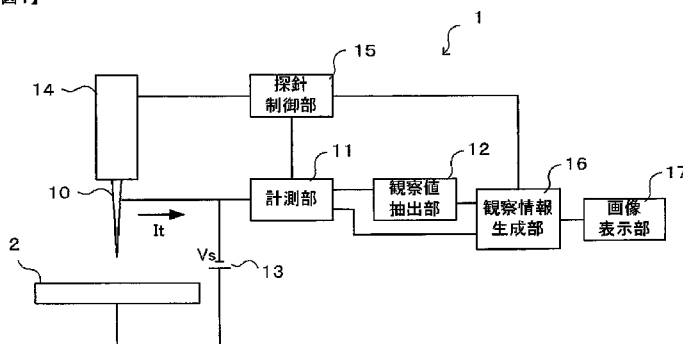 図1】
1
15
14
探針
制御部
11
12
16
17
10
計測部
観察値
抽出部
観察情報
生成部
画像
表示部
It
2
Vs
13